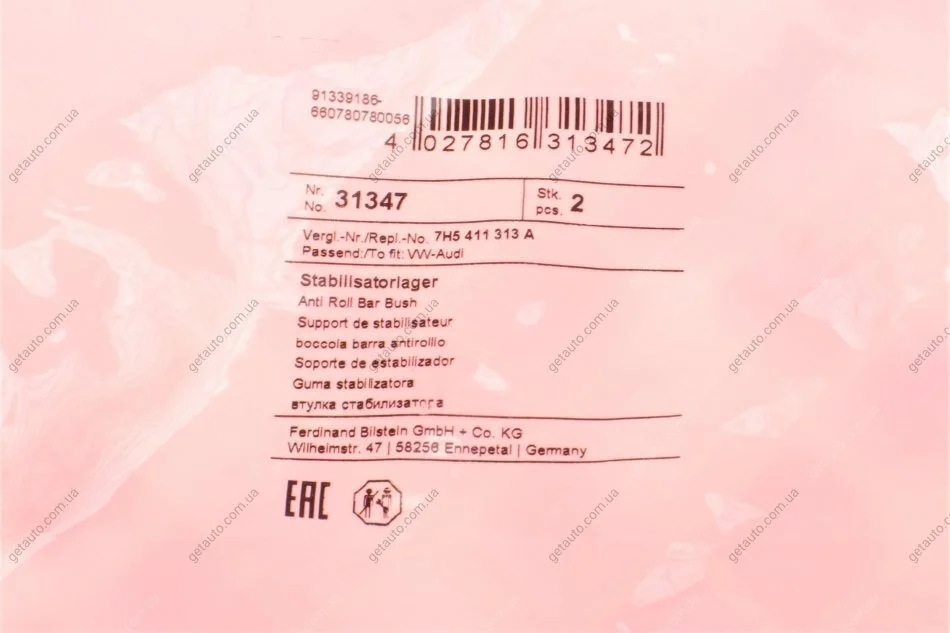 91339186-
660780780056
4 027816 313472
Nr. No. 31347 Stk. pcs. 2
Vergl.-Nr./Repl.-No. 7H5 411 313 A
Passend:/To fit: VW-Audi
Stabilisatorlager
Anti Roll Bar Bush
Support de stabilisateur
boccola barra antirollio
Soporte de estabilizador
Guma stabilizatora
втулка стабилизатора
Ferdinand Bilstein GmbH + Co. KG
Wilhelmstr. 47 | 58256 Ennepetal | Germany
EAC
getauto.com.ua